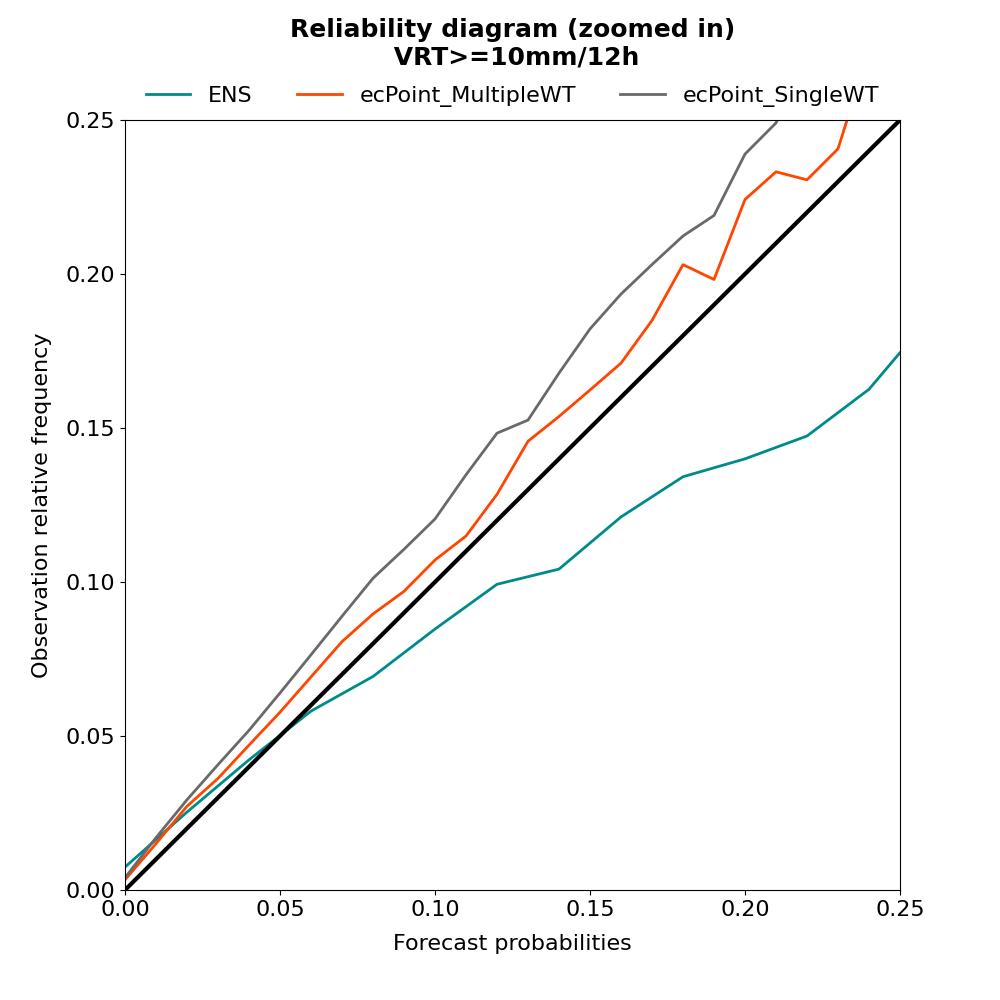 Reliability diagram (zoomed in)
VRT>=10mm/12h
ENS ecPoint_MultipleWT ecPoint_SingleWT
0.25
0.20
0.15
0.10
0.05
0.00
Observation relative frequency
0.00 0.05 0.10 0.15 0.20 0.25
Forecast probabilities